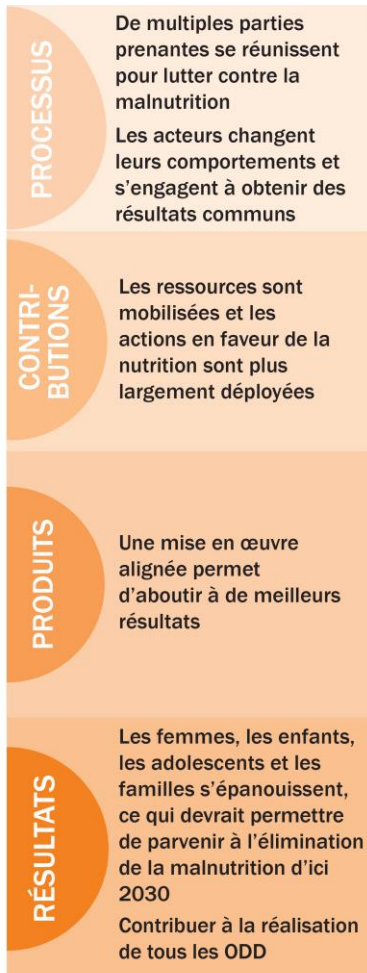 PROCESSUS
De multiples parties
prenantes se réunissent
pour lutter contre la
malnutrition
Les acteurs changent
leurs comportements et
s’engagent à obtenir des
résultats communs
CONTRI-
BUTIONS
Les ressources sont
mobilisées et les
actions en faveur de la
nutrition sont plus
largement déployées
PRODUITS
Une mise en œuvre
alignée permet
d’aboutir à de meilleurs
résultats
RÉSULTATS
Les femmes, les enfants,
les adolescents et les
familles s’épanouissent,
ce qui devrait permettre
de parvenir à l’élimination
de la malnutrition d’ici
2030
Contribuer à la réalisation
de tous les ODD